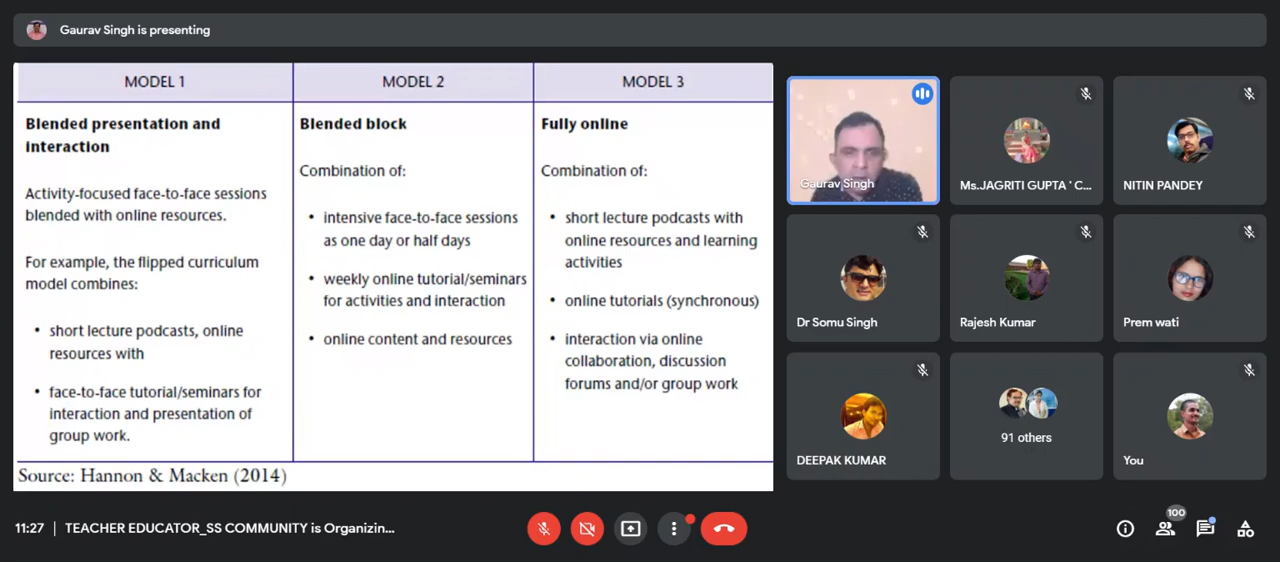 Gaurav Singh is presenting
MODEL 1
Blended presentation and
interaction
Activity-focused face-to-face sessions
blended with online resources.
For example, the flipped curriculum
model combines:
• short lecture podcasts, online
resources with
• face-to-face tutorial/seminars for
interaction and presentation of
group work.
MODEL 2
Blended block
Combination of:
• intensive face-to-face sessions
as one day or half days
• weekly online tutorial/seminars
for activities and interaction
• online content and resources
MODEL 3
Fully online
Combination of:
• short lecture podcasts with
online resources and learning
activities
• online tutorials (synchronous)
• interaction via online
collaboration, discussion
forums and/or group work
Source: Hannon & Macken (2014)
Gaurav Singh
Ms.JAGRITI GUPTA ' C...
NITIN PANDEY
Dr Somu Singh
Rajesh Kumar
Prem wati
DEEPAK KUMAR
91 others
You
11:27 | TEACHER EDUCATOR_SS COMMUNITY is Organizin...
100